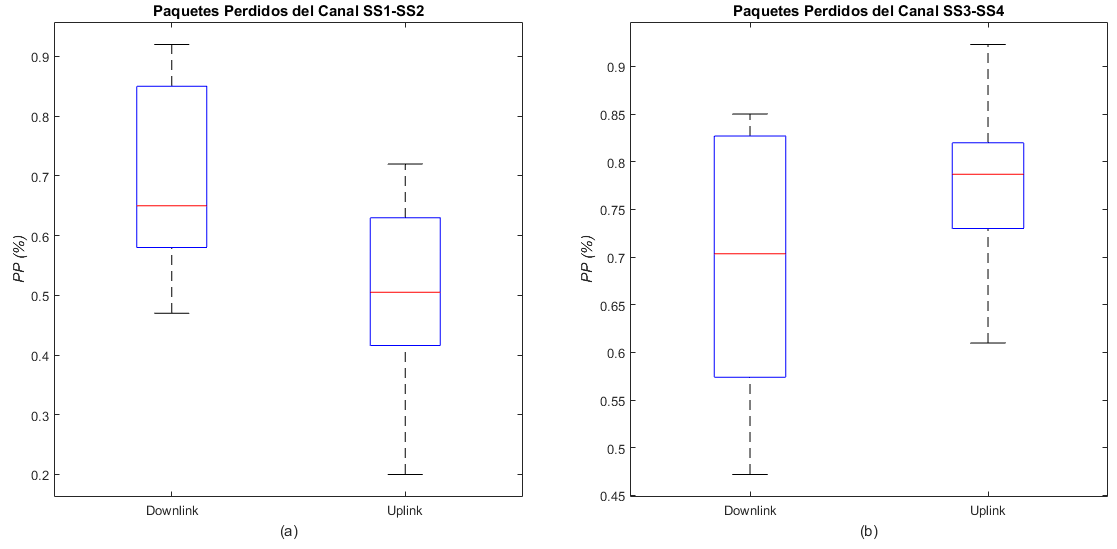 Paquetes Perdidos del Canal SS1-SS2
PP (%)
0.9
0.8
0.7
0.6
0.5
0.4
0.3
0.2
Downlink
Uplink
(a)
Paquetes Perdidos del Canal SS3-SS4
PP (%)
0.9
0.85
0.8
0.75
0.7
0.65
0.6
0.55
0.5
0.45
Downlink
Uplink
(b)